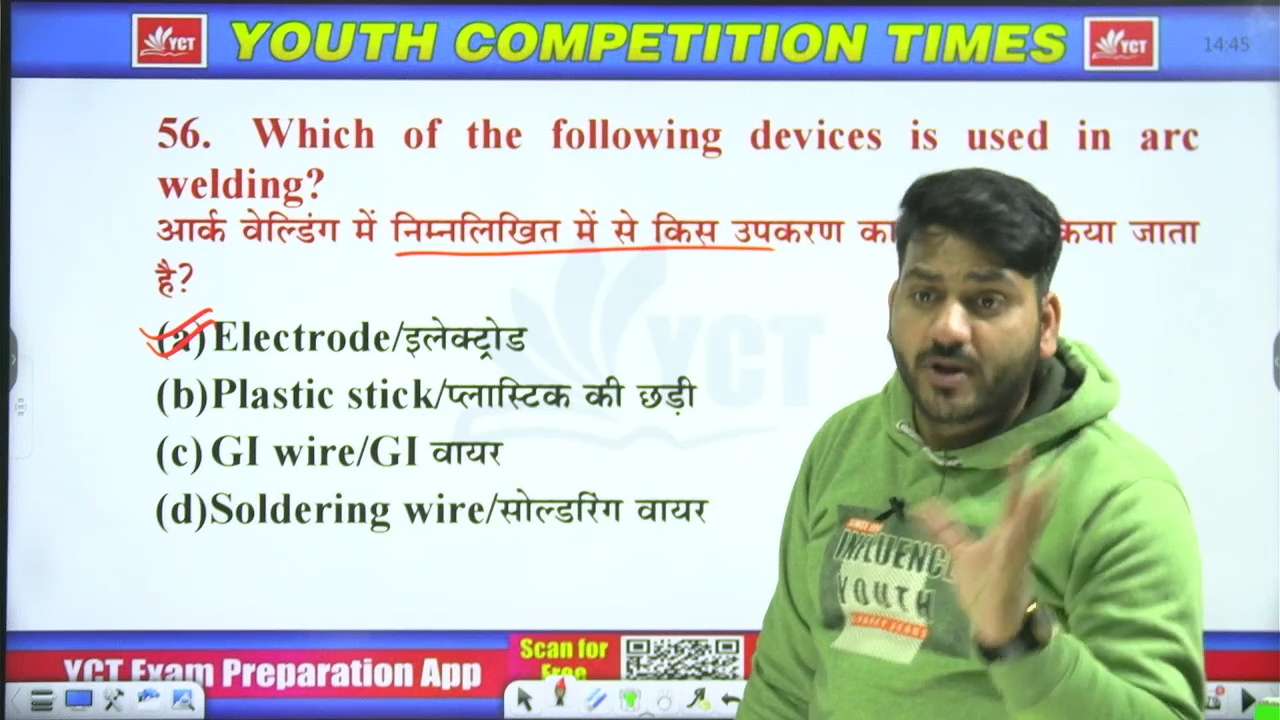 YCT YOUTH COMPETITION TIMES YCT 14:45
56. Which of the following devices is used in arc
welding?
आर्क वेल्डिंग में निम्नलिखित में से किस उपकरण का किया जाता
है?
(a) Electrode/इलेक्ट्रोड
(b) Plastic stick/प्लास्टिक की छड़ी
(c) GI wire/GI वायर
(d) Soldering wire/सोल्डरिंग वायर
YCT
INFLUENCE
YOUTH
Scan for
Free
YCT Exam Preparation App